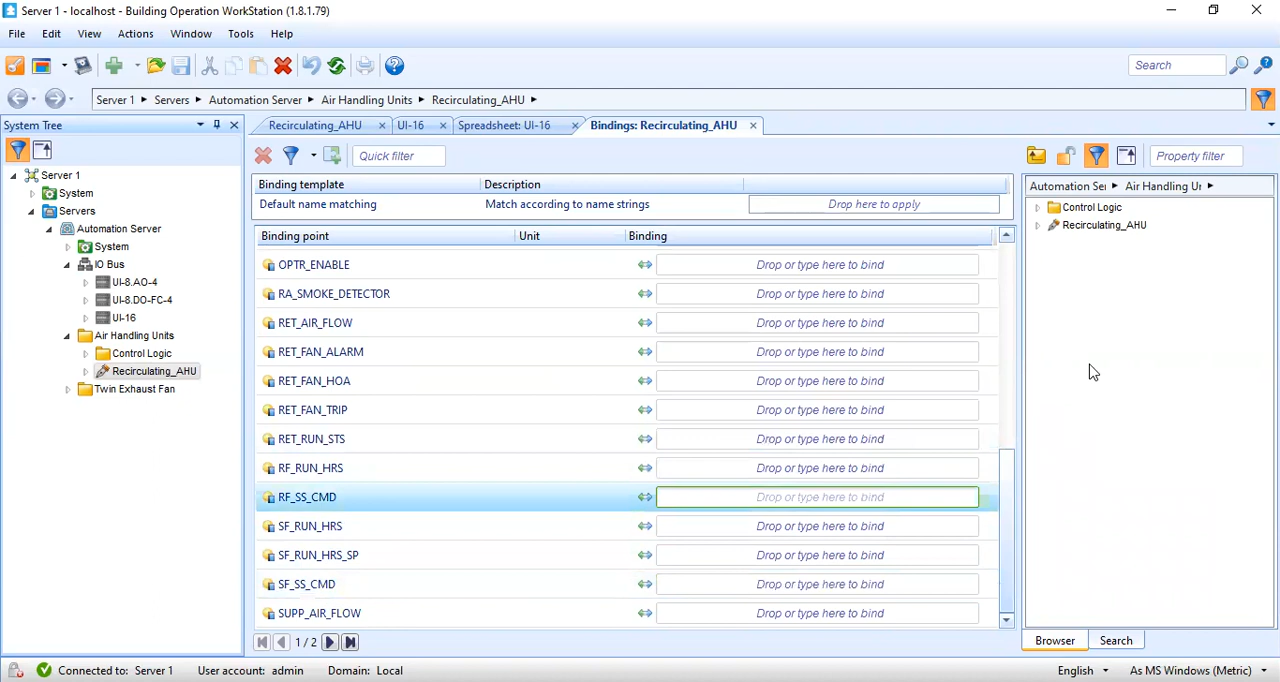 Server 1 - localhost - Building Operation WorkStation (1.8.1.79)
File Edit View Actions Window Tools Help
Search
Server 1 Servers Automation Server Air Handling Units Recirculating_AHU
System Tree
Recirculating_AHU UI-16 Spreadsheet: UI-16 Bindings: Recirculating_AHU
Quick filter
Property filter
Server 1
System
Servers
Automation Server
System
IO Bus
UI-8.AO-4
UI-8.DO-FC-4
UI-16
Air Handling Units
Control Logic
Recirculating_AHU
Twin Exhaust Fan
Binding template Description
Default name matching Match according to name strings Drop here to apply
Binding point Unit Binding
OPTR_ENABLE Drop or type here to bind
RA_SMOKE_DETECTOR Drop or type here to bind
RET_AIR_FLOW Drop or type here to bind
RET_FAN_ALARM Drop or type here to bind
RET_FAN_HOA Drop or type here to bind
RET_FAN_TRIP Drop or type here to bind
RET_RUN_STS Drop or type here to bind
RF_RUN_HRS Drop or type here to bind
RF_SS_CMD Drop or type here to bind
SF_RUN_HRS Drop or type here to bind
SF_RUN_HRS_SP Drop or type here to bind
SF_SS_CMD Drop or type here to bind
SUPP_AIR_FLOW Drop or type here to bind
1 / 2
Automation Se Air Handling Ur
Control Logic
Recirculating_AHU
Browser Search
Connected to: Server 1 User account: admin Domain: Local English As MS Windows (Metric)